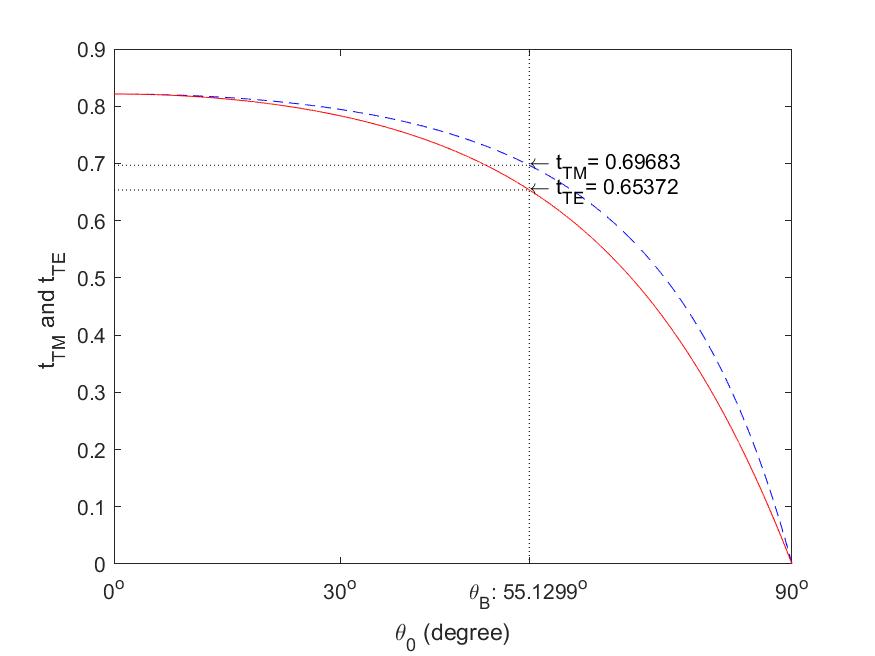 0.9
0.8
0.7
0.6
0.5
0.4
0.3
0.2
0.1
0
t_TM and t_TE
t_TM= 0.69683
t_TE= 0.65372
0° 30° θ_B: 55.1299° 90°
θ_0 (degree)